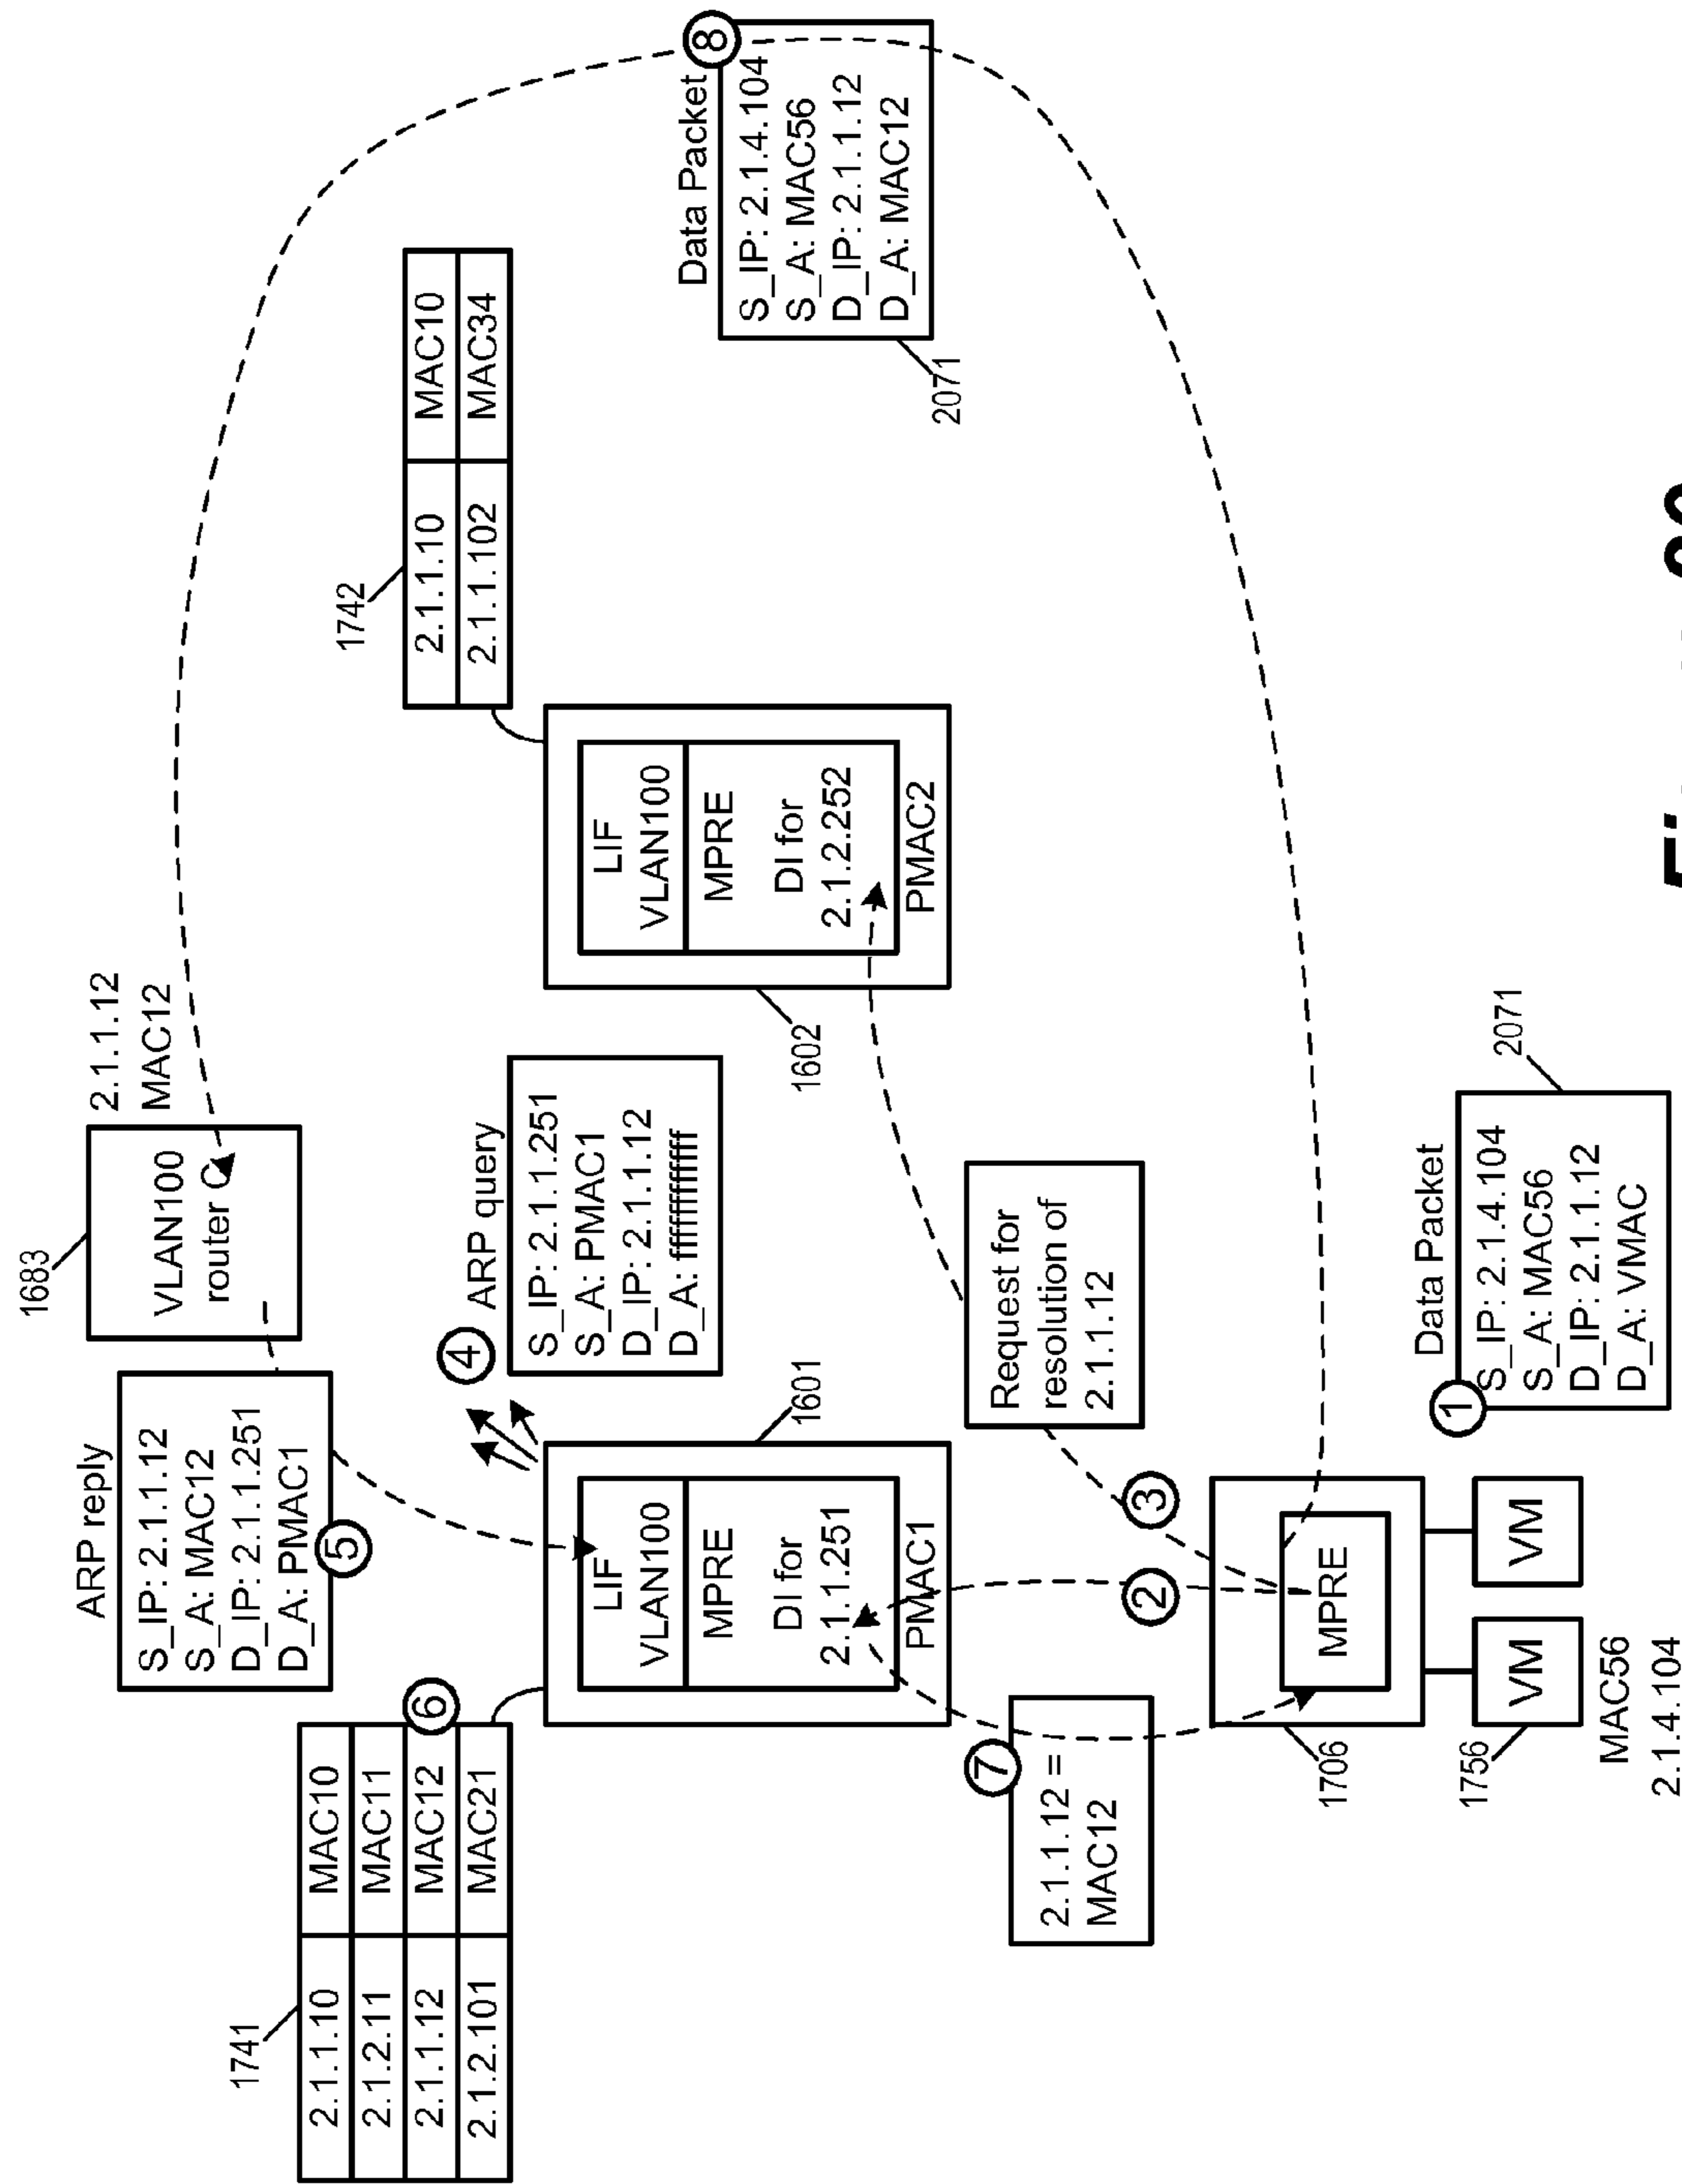 1683
VLAN100
router C
2.1.1.12
MAC12
ARP reply
S_IP: 2.1.1.12
S_A: MAC12
D_IP: 2.1.1.251
D_A: PMAC1
5
1741
2.1.1.10 MAC10
2.1.2.11 MAC11
2.1.1.12 MAC12
2.1.2.101 MAC21
6
4
ARP query
S_IP: 2.1.1.251
S_A: PMAC1
D_IP: 2.1.1.12
D_A: ffffffffffff
1742
2.1.1.10 MAC10
2.1.1.102 MAC34
LIF
VLAN100
MPRE
DI for
2.1.1.251
PMAC1
1601
LIF
VLAN100
MPRE
DI for
2.1.2.252
PMAC2
1602
8
Data Packet
S_IP: 2.1.4.104
S_A: MAC56
D_IP: 2.1.1.12
D_A: MAC12
2071
7
2.1.1.12 =
MAC12
2
3
Request for
resolution of
2.1.1.12
MPRE
1706
VM
VM
1756
MAC56
2.1.4.104
1
Data Packet
S_IP: 2.1.4.104
S_A: MAC56
D_IP: 2.1.1.12
D_A: VMAC
2071